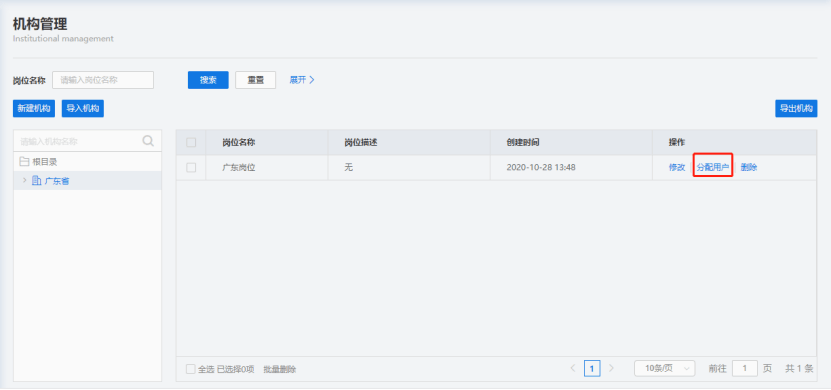 机构管理
Institutional management
岗位名称 请输入岗位名称 搜索 重置 展开
新建机构 导入机构 导出机构
请输入机构名称
根目录
广东省
岗位名称 岗位描述 创建时间 操作
广东岗位 无 2020-10-28 13:48 修改 分配用户 删除
全选 已选择0项 批量删除 1 10条/页 前往 1 页 共 1 条